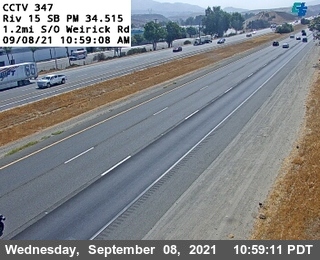 CCTV 347
Riv 15 SB PM 34.515
1.2mi S/O Weirick Rd
09/08/21 10:59:08 AM
Wednesday, September 08, 2021 10:59:11 PDT